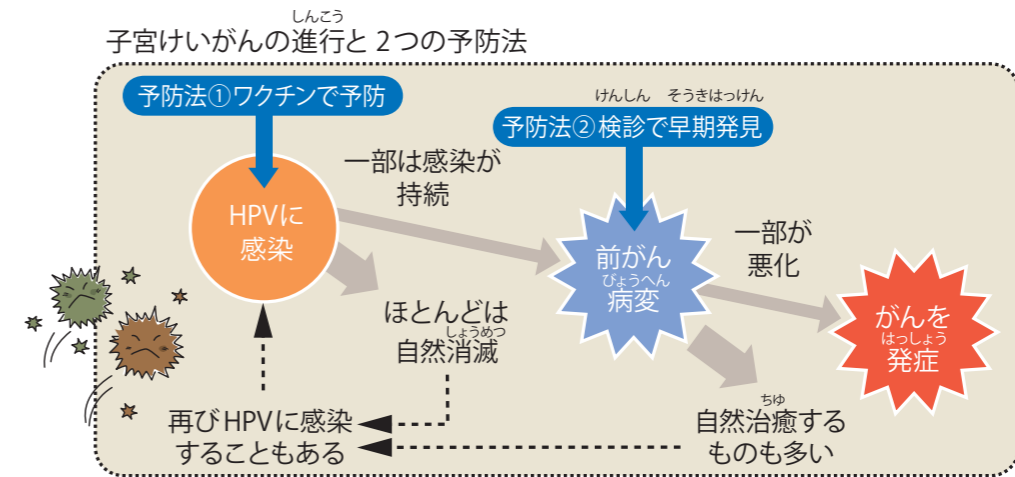 しんこう
子宮けいがんの進行と2つの予防法
予防法①ワクチンで予防
けんしん そうきはっけん
予防法②検診で早期発見
一部は感染が
持続
HPVに
感染
前がん
びょうへん
病変
一部が
悪化
がんを
はっしょう
発症
ほとんどは
しょうめつ
自然消滅
再びHPVに感染
することもある
ちゆ
自然治癒する
ものも多い